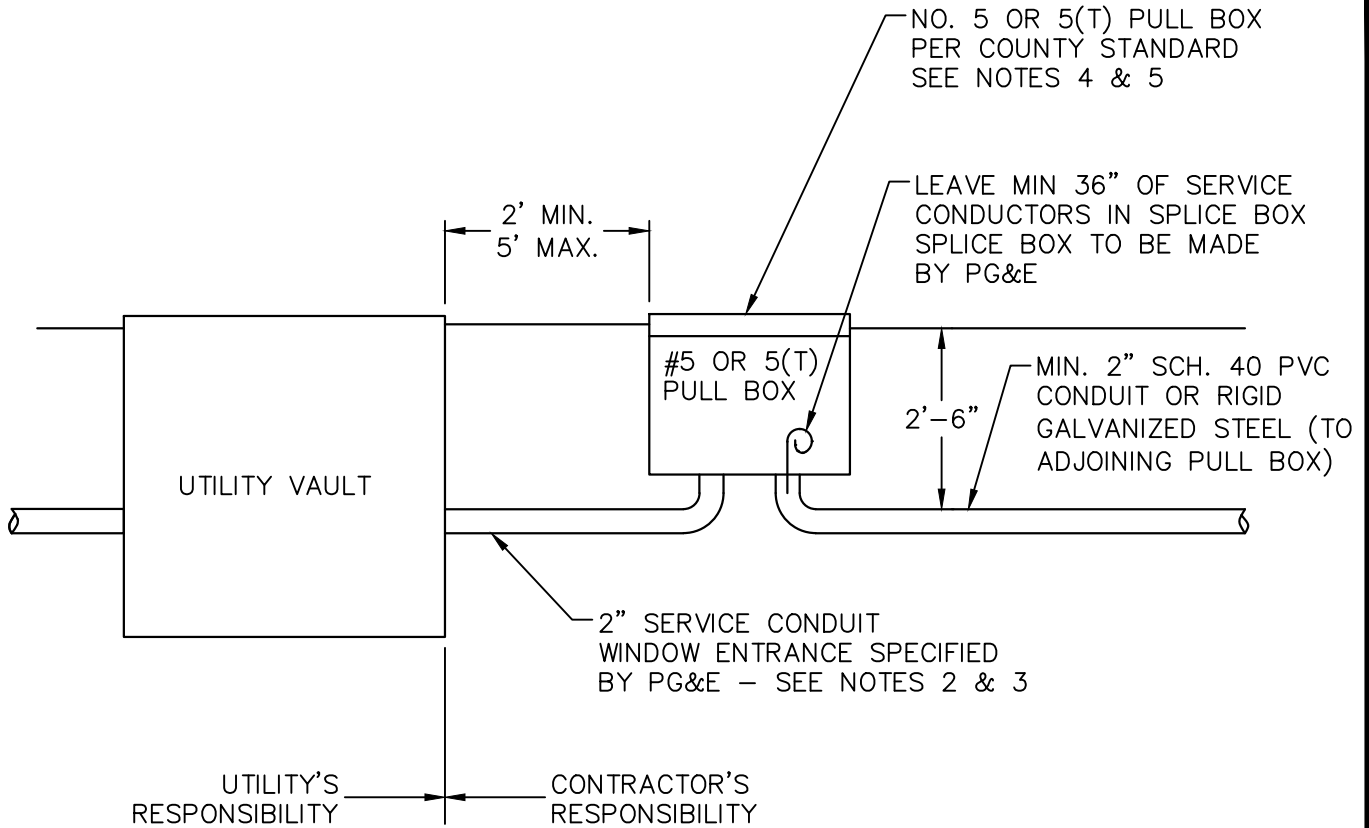 NO. 5 OR 5(T) PULL BOX
PER COUNTY STANDARD
SEE NOTES 4 & 5
LEAVE MIN 36" OF SERVICE
CONDUCTORS IN SPLICE BOX
SPLICE BOX TO BE MADE
BY PG&E
2' MIN.
5' MAX.
#5 OR 5(T)
PULL BOX
MIN. 2" SCH. 40 PVC
CONDUIT OR RIGID
GALVANIZED STEEL (TO
ADJOINING PULL BOX)
2'-6"
UTILITY VAULT
2" SERVICE CONDUIT
WINDOW ENTRANCE SPECIFIED
BY PG&E – SEE NOTES 2 & 3
UTILITY'S
RESPONSIBILITY
CONTRACTOR'S
RESPONSIBILITY